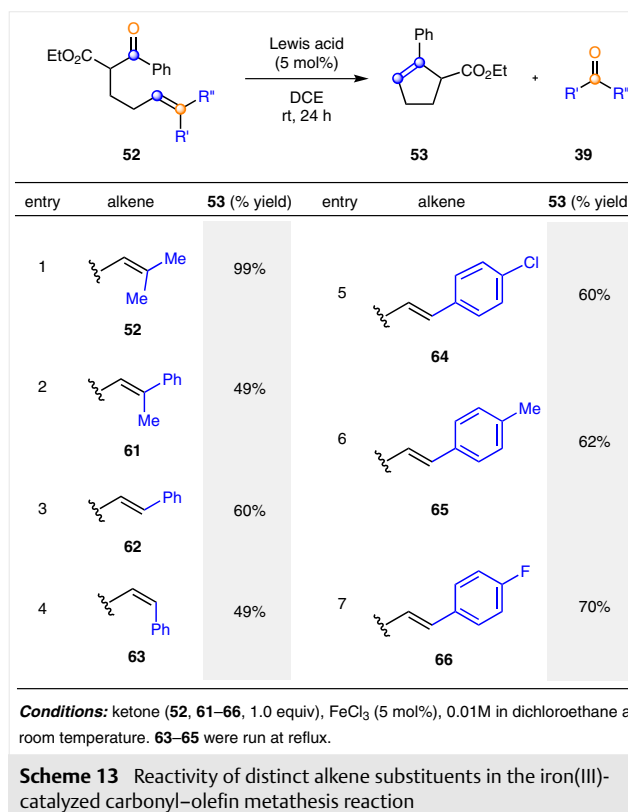 O
EtO₂C
Ph
R"
R'
52
Lewis acid
(5 mol%)
DCE
rt, 24 h
Ph
CO₂Et
53
+
O
R' R"
39
entry alkene 53 (% yield) entry alkene 53 (% yield
1
Me
Me
52
99%
2
Ph
Me
61
49%
3
Ph
62
60%
4
Ph
63
49%
5
Cl
64
60%
6
Me
65
62%
7
F
66
70%
Conditions: ketone (52, 61–66, 1.0 equiv), FeCl₃ (5 mol%), 0.01M in dichloroethane a
room temperature. 63–65 were run at reflux.
Scheme 13 Reactivity of distinct alkene substituents in the iron(III)-
catalyzed carbonyl–olefin metathesis reaction